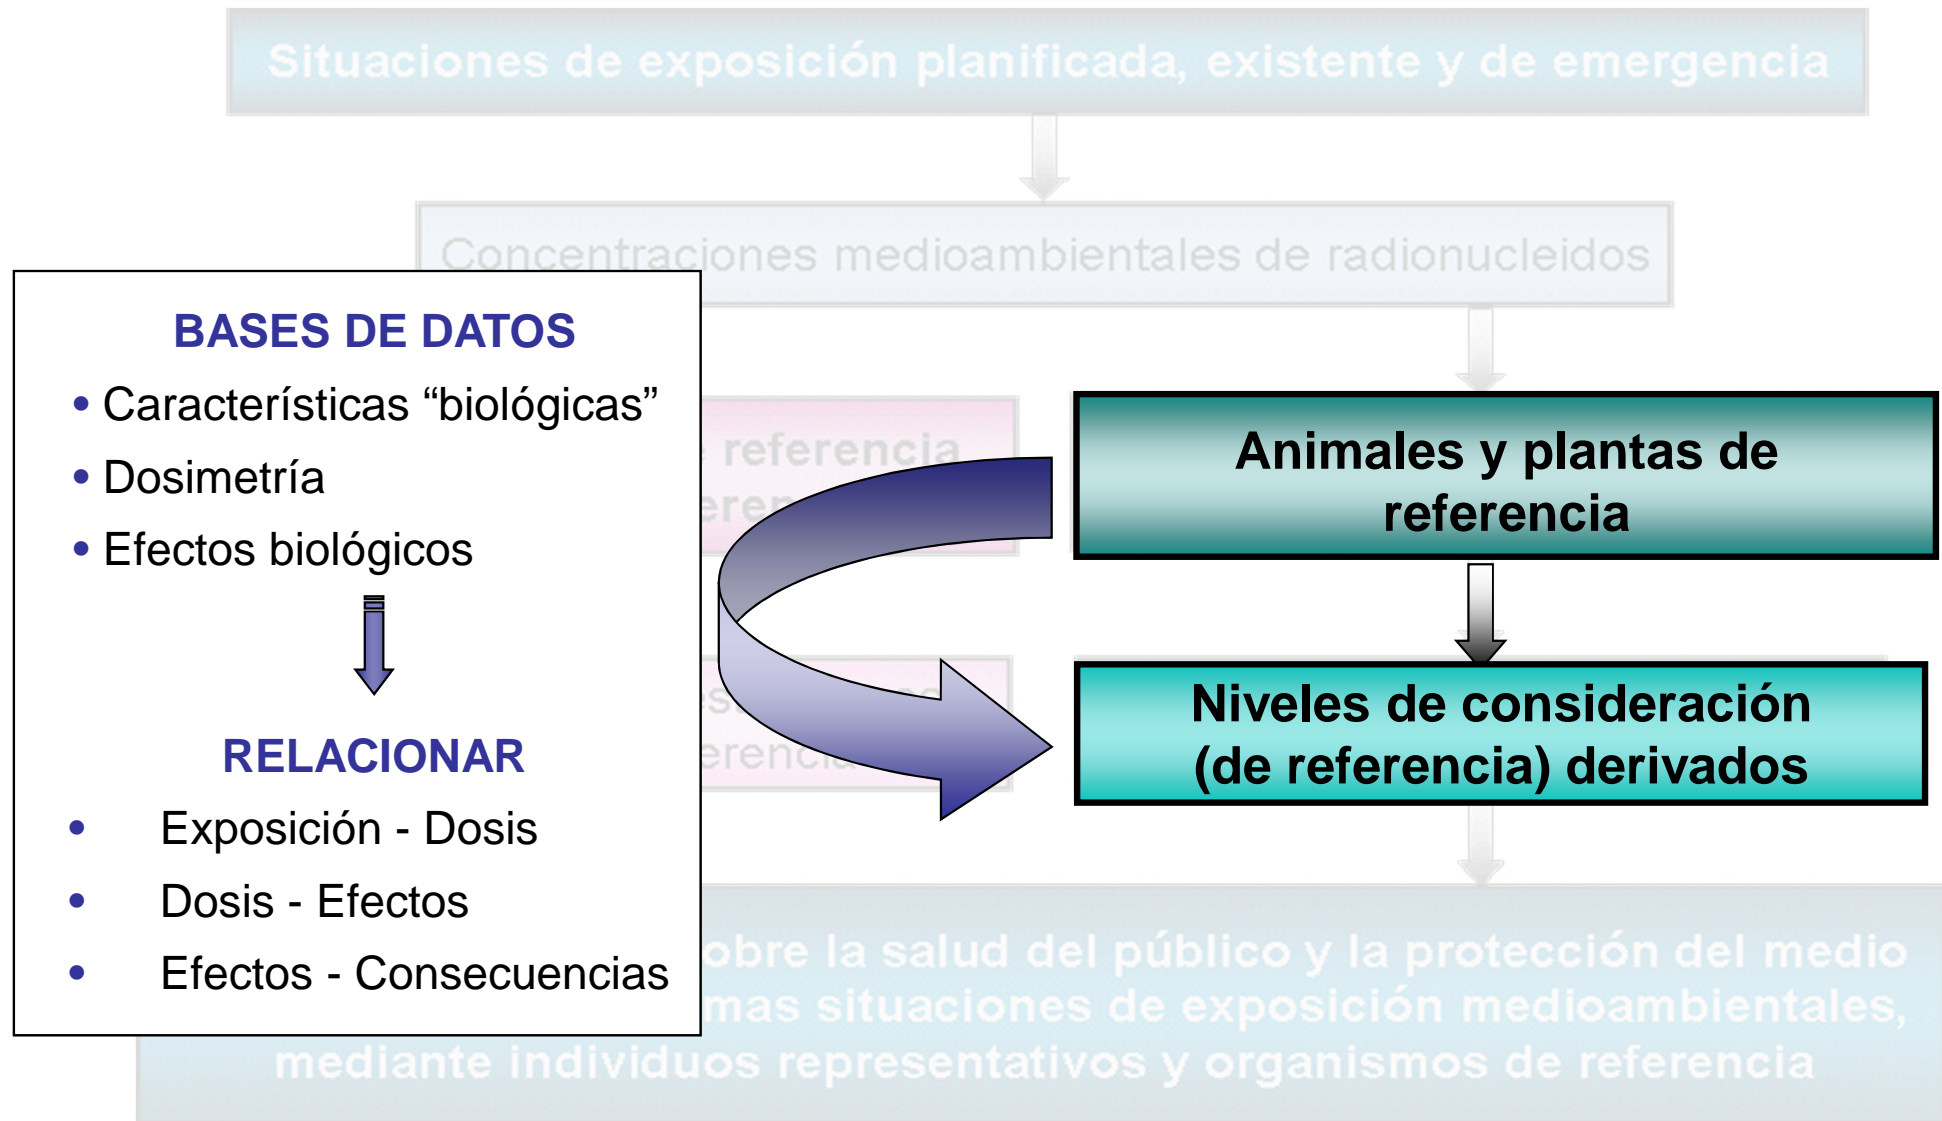 Situaciones de exposición planificada, existente y de emergencia
Concentraciones medioambientales de radionucleidos
BASES DE DATOS
• Características “biológicas”
• Dosimetría
• Efectos biológicos
RELACIONAR
• Exposición - Dosis
• Dosis - Efectos
• Efectos - Consecuencias
referencia
Animales y plantas de
referencia
Niveles de consideración
(de referencia) derivados
sobre la salud del público y la protección del medio
situaciones de exposición medioambientales,
mediante individuos representativos y organismos de referencia